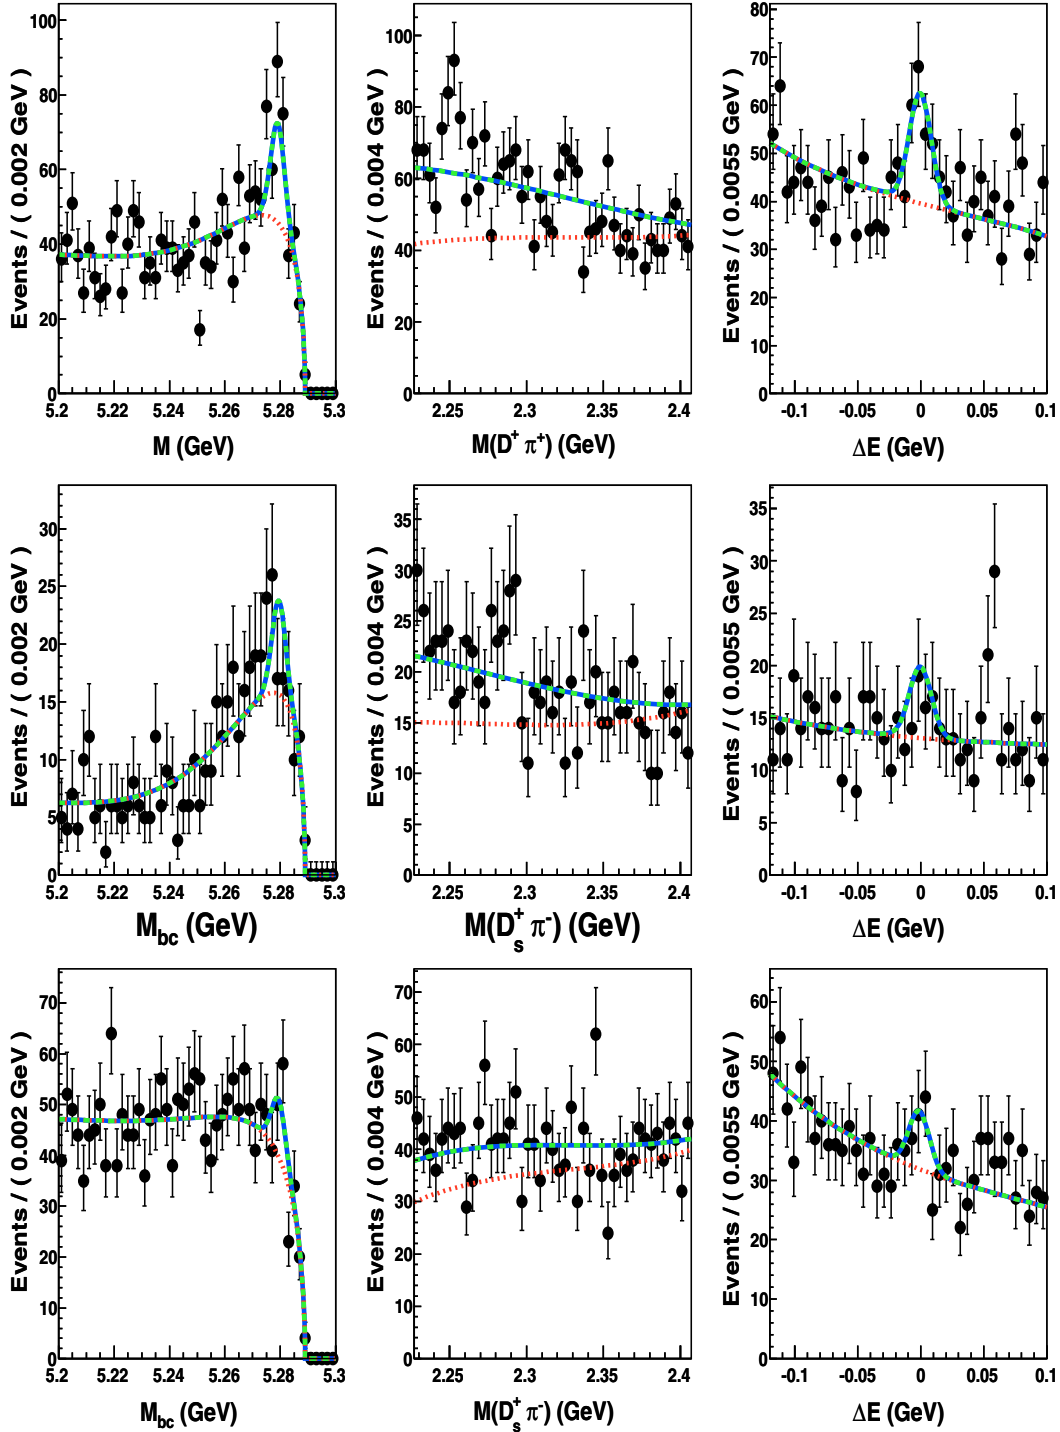 Events / ( 0.002 GeV )
100
80
60
40
20
0
5.2 5.22 5.24 5.26 5.28 5.3
M (GeV)
Events / ( 0.004 GeV )
100
80
60
40
20
0
2.25 2.3 2.35 2.4
M(D⁺ π⁺) (GeV)
Events / ( 0.0055 GeV )
80
70
60
50
40
30
20
10
0
-0.1 -0.05 0 0.05 0.1
ΔE (GeV)
Events / ( 0.002 GeV )
30
25
20
15
10
5
0
5.2 5.22 5.24 5.26 5.28 5.3
M_bc (GeV)
Events / ( 0.004 GeV )
35
30
25
20
15
10
5
0
2.25 2.3 2.35 2.4
M(D_s⁺ π⁻) (GeV)
Events / ( 0.0055 GeV )
35
30
25
20
15
10
5
0
-0.1 -0.05 0 0.05 0.1
ΔE (GeV)
Events / ( 0.002 GeV )
70
60
50
40
30
20
10
0
5.2 5.22 5.24 5.26 5.28 5.3
M_bc (GeV)
Events / ( 0.004 GeV )
70
60
50
40
30
20
10
0
2.25 2.3 2.35 2.4
M(D_s⁺ π⁻) (GeV)
Events / ( 0.0055 GeV )
60
50
40
30
20
10
0
-0.1 -0.05 0 0.05 0.1
ΔE (GeV)